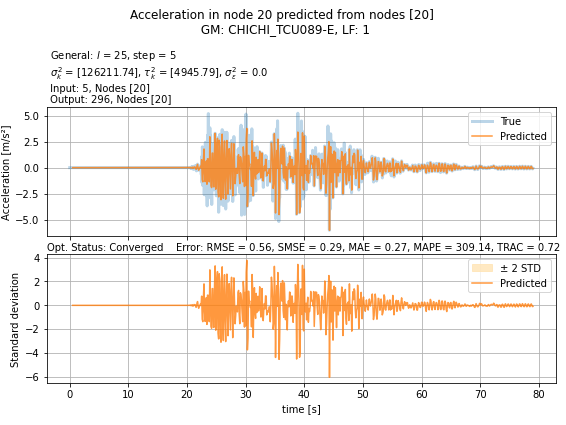 Acceleration in node 20 predicted from nodes [20]
GM: CHICHI_TCU089-E, LF: 1
General: l = 25, step = 5
σ²ₖ = [126211.74], τ²ₖ = [4945.79], σ²ε = 0.0
Input: 5, Nodes [20]
Output: 296, Nodes [20]
5.0
2.5
0.0
−2.5
−5.0
Acceleration [m/s²]
True
Predicted
Opt. Status: Converged Error: RMSE = 0.56, SMSE = 0.29, MAE = 0.27, MAPE = 309.14, TRAC = 0.72
4
2
0
−2
−4
−6
Standard deviation
± 2 STD
Predicted
0 10 20 30 40 50 60 70 80
time [s]